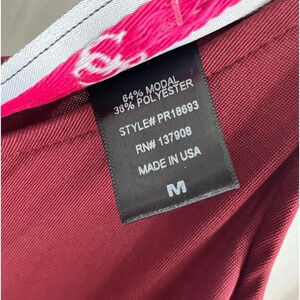 64% MODAL
36% POLYESTER
STYLE# PR18693
RN# 137908
MADE IN USA
M